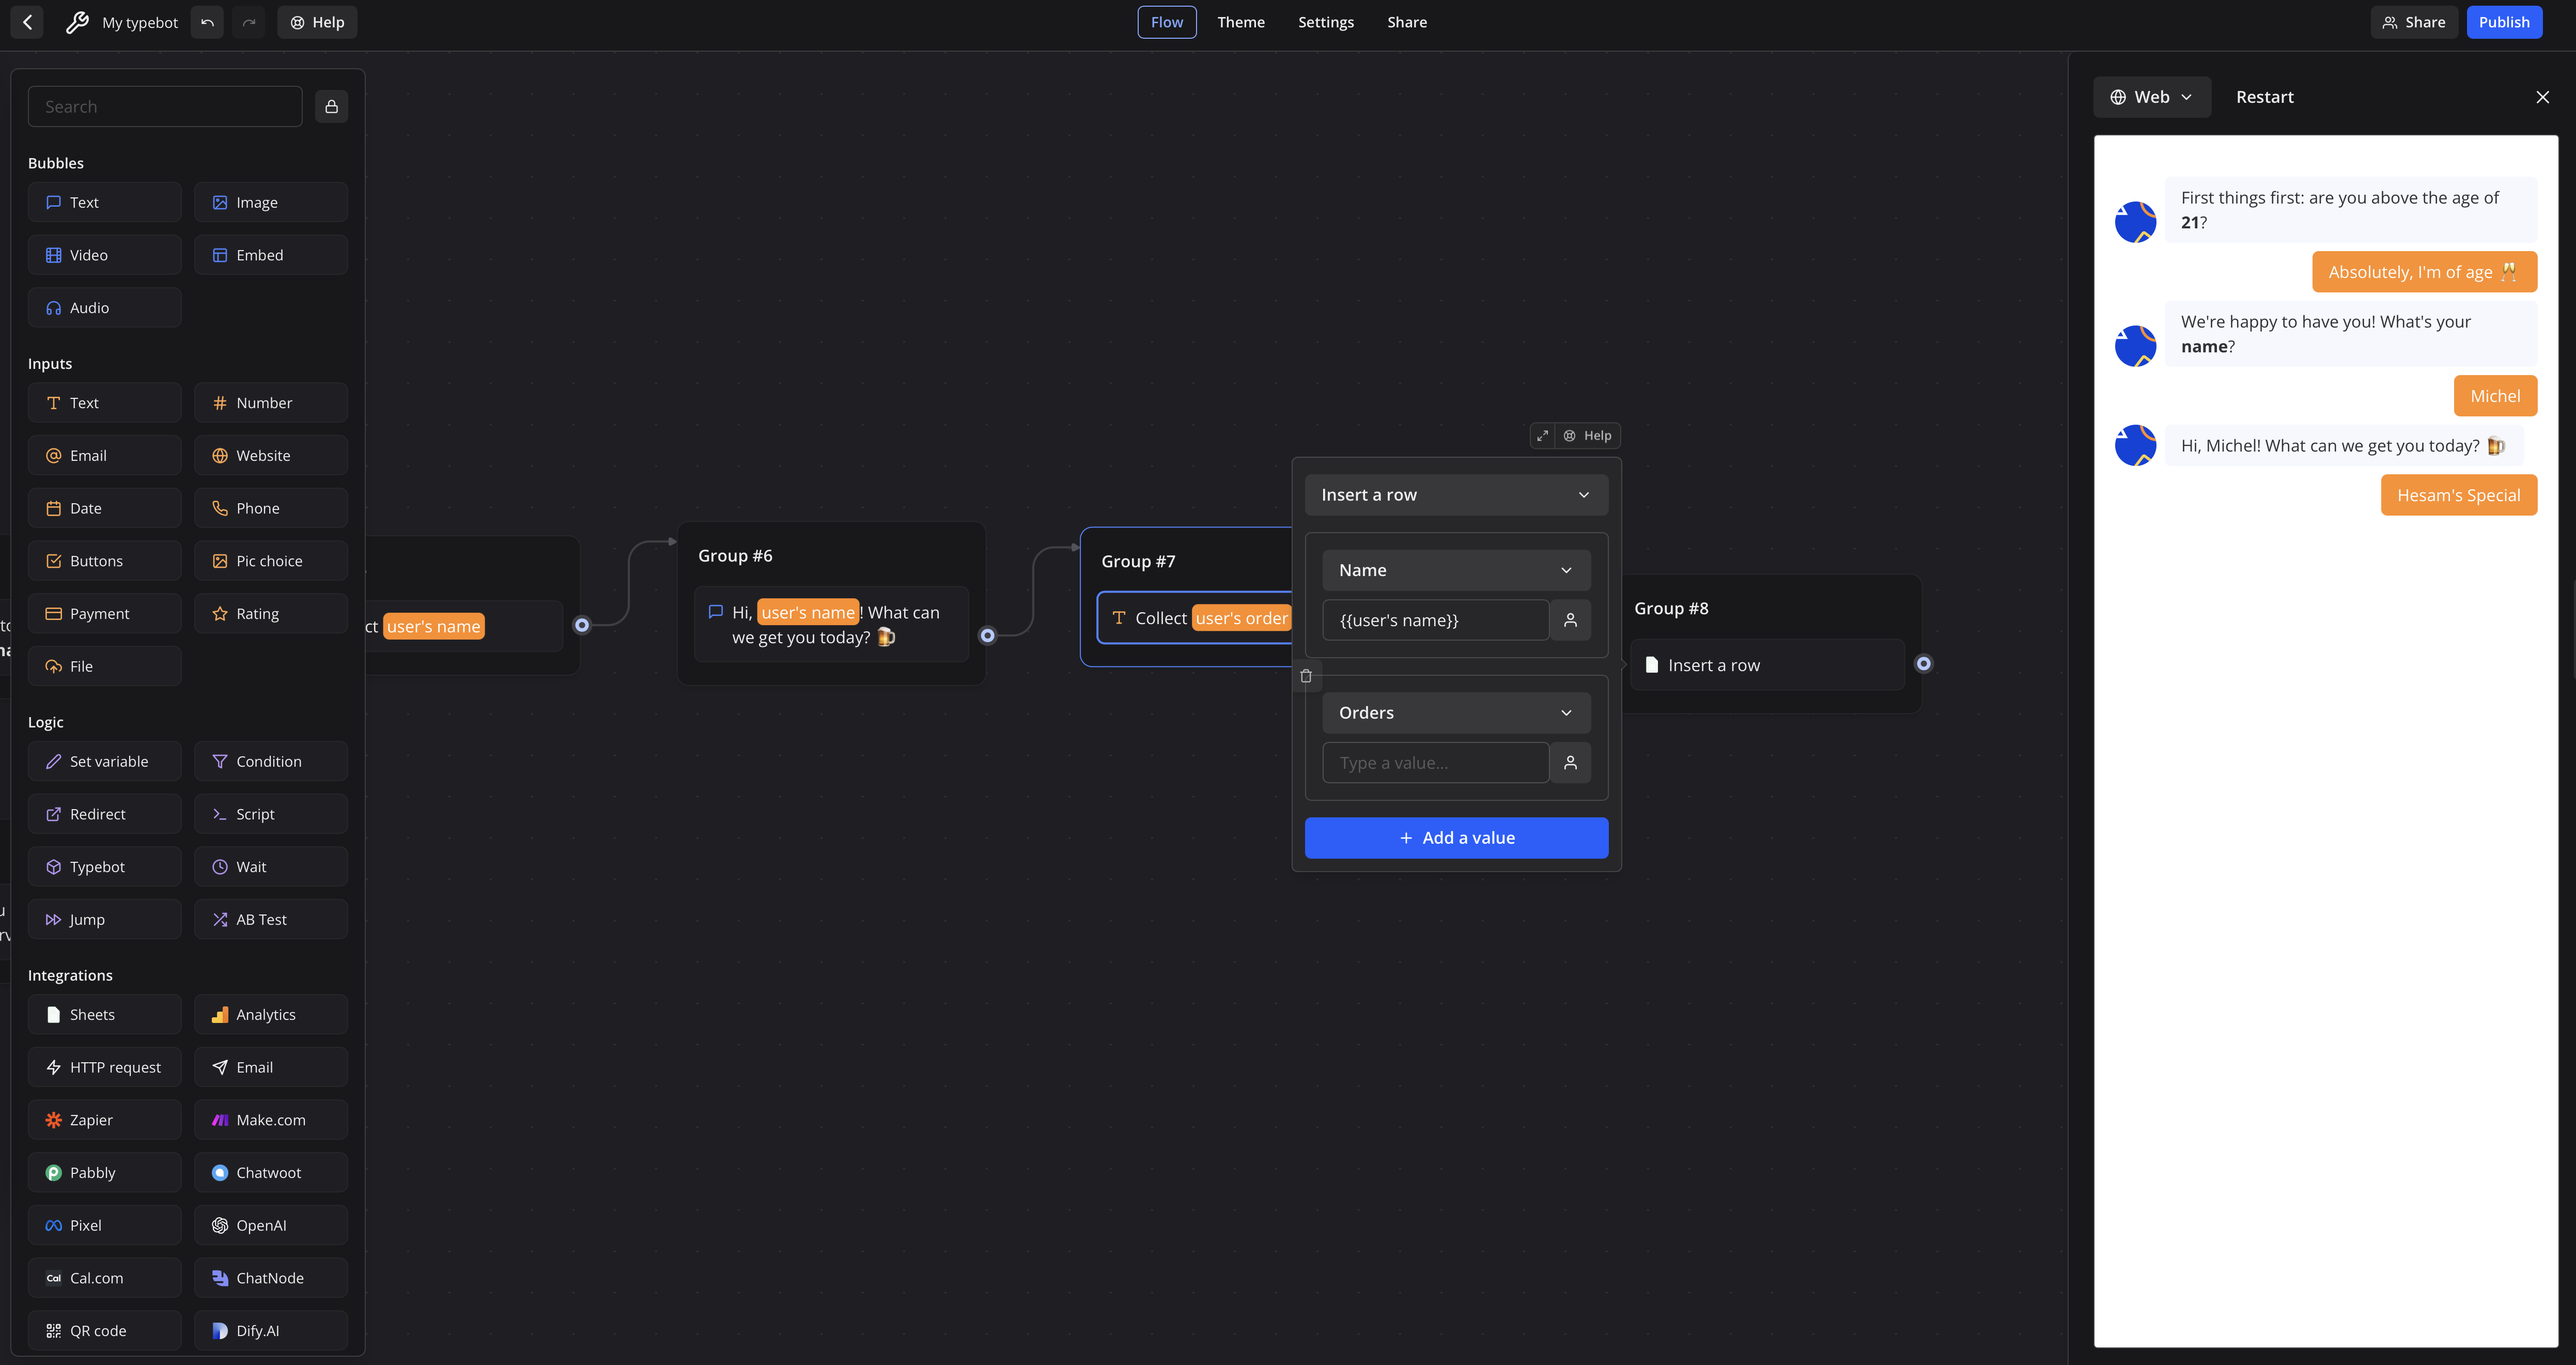 My typebot
Help
Flow
Theme
Settings
Share
Share
Publish
Search
Bubbles
Text
Image
Video
Embed
Audio
Inputs
Text
Number
Email
Website
Date
Phone
Buttons
Pic choice
Payment
Rating
File
Logic
Set variable
Condition
Redirect
Script
Typebot
Wait
Jump
AB Test
Integrations
Sheets
Analytics
HTTP request
Email
Zapier
Make.com
Pabbly
Chatwoot
Pixel
OpenAI
Cal
Cal.com
ChatNode
QR code
Dify.AI
ct user's name
Group #6
Hi, user's name! What can
we get you today? 🍺
Group #7
Collect user's order
Help
Insert a row
Name
{{user's name}}
Orders
Type a value...
+ Add a value
Group #8
Insert a row
Web
Restart
First things first: are you above the age of
21?
Absolutely, I'm of age 🥂
We're happy to have you! What's your
name?
Michel
Hi, Michel! What can we get you today? 🍺
Hesam's Special